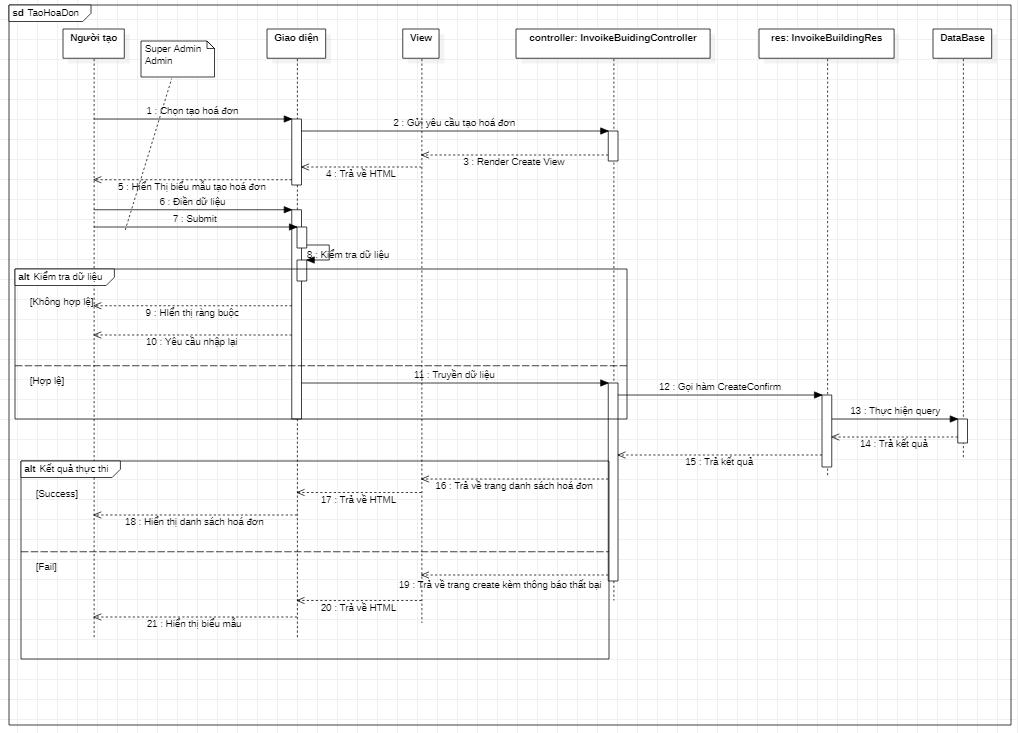 sd TaoHoaDon
Người tạo
Giao diện
View
controller: InvoikeBuidingController
res: InvoikeBuildingRes
DataBase
Super Admin
Admin
1 : Chọn tạo hoá đơn
2 : Gửi yêu cầu tạo hoá đơn
3 : Render Create View
4 : Trả về HTML
5 : Hiển Thị biểu mẫu tạo hoá đơn
6 : Điền dữ liệu
7 : Submit
8 : Kiểm tra dữ liệu
alt Kiểm tra dữ liệu
[Không hợp lệ]
9 : Hiển thị ràng buộc
10 : Yêu cầu nhập lại
[Hợp lệ]
11 : Truyền dữ liệu
12 : Gọi hàm CreateConfirm
13 : Thực hiện query
14 : Trả kết quả
15 : Trả kết quả
alt Kết quả thực thi
[Success]
16 : Trả về trang danh sách hoá đơn
17 : Trả về HTML
18 : Hiển thị danh sách hoá đơn
[Fail]
19 : Trả về trang create kèm thông báo thất bại
20 : Trả về HTML
21 : Hiển thị biểu mẫu